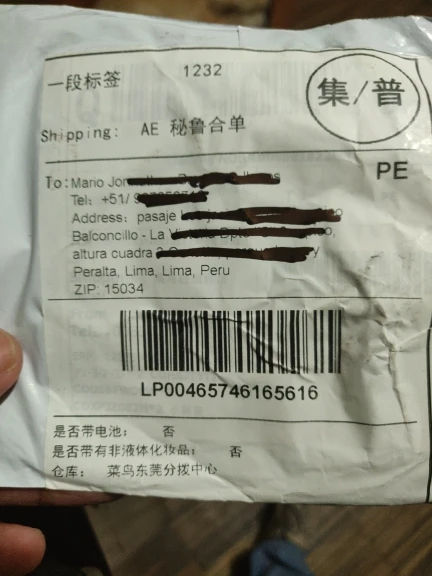 一段标签
1232
集/普
Shipping: AE 秘鲁合单
PE
To: Mario
Tel: +51/
Address: pasaje
Balconcillo - La
altura cuadra
Peralta, Lima, Lima, Peru
ZIP: 15034
LP00465746165616
是否带电池： 否
是否带有非液体化妆品： 否
仓库： 菜鸟东莞分拨中心